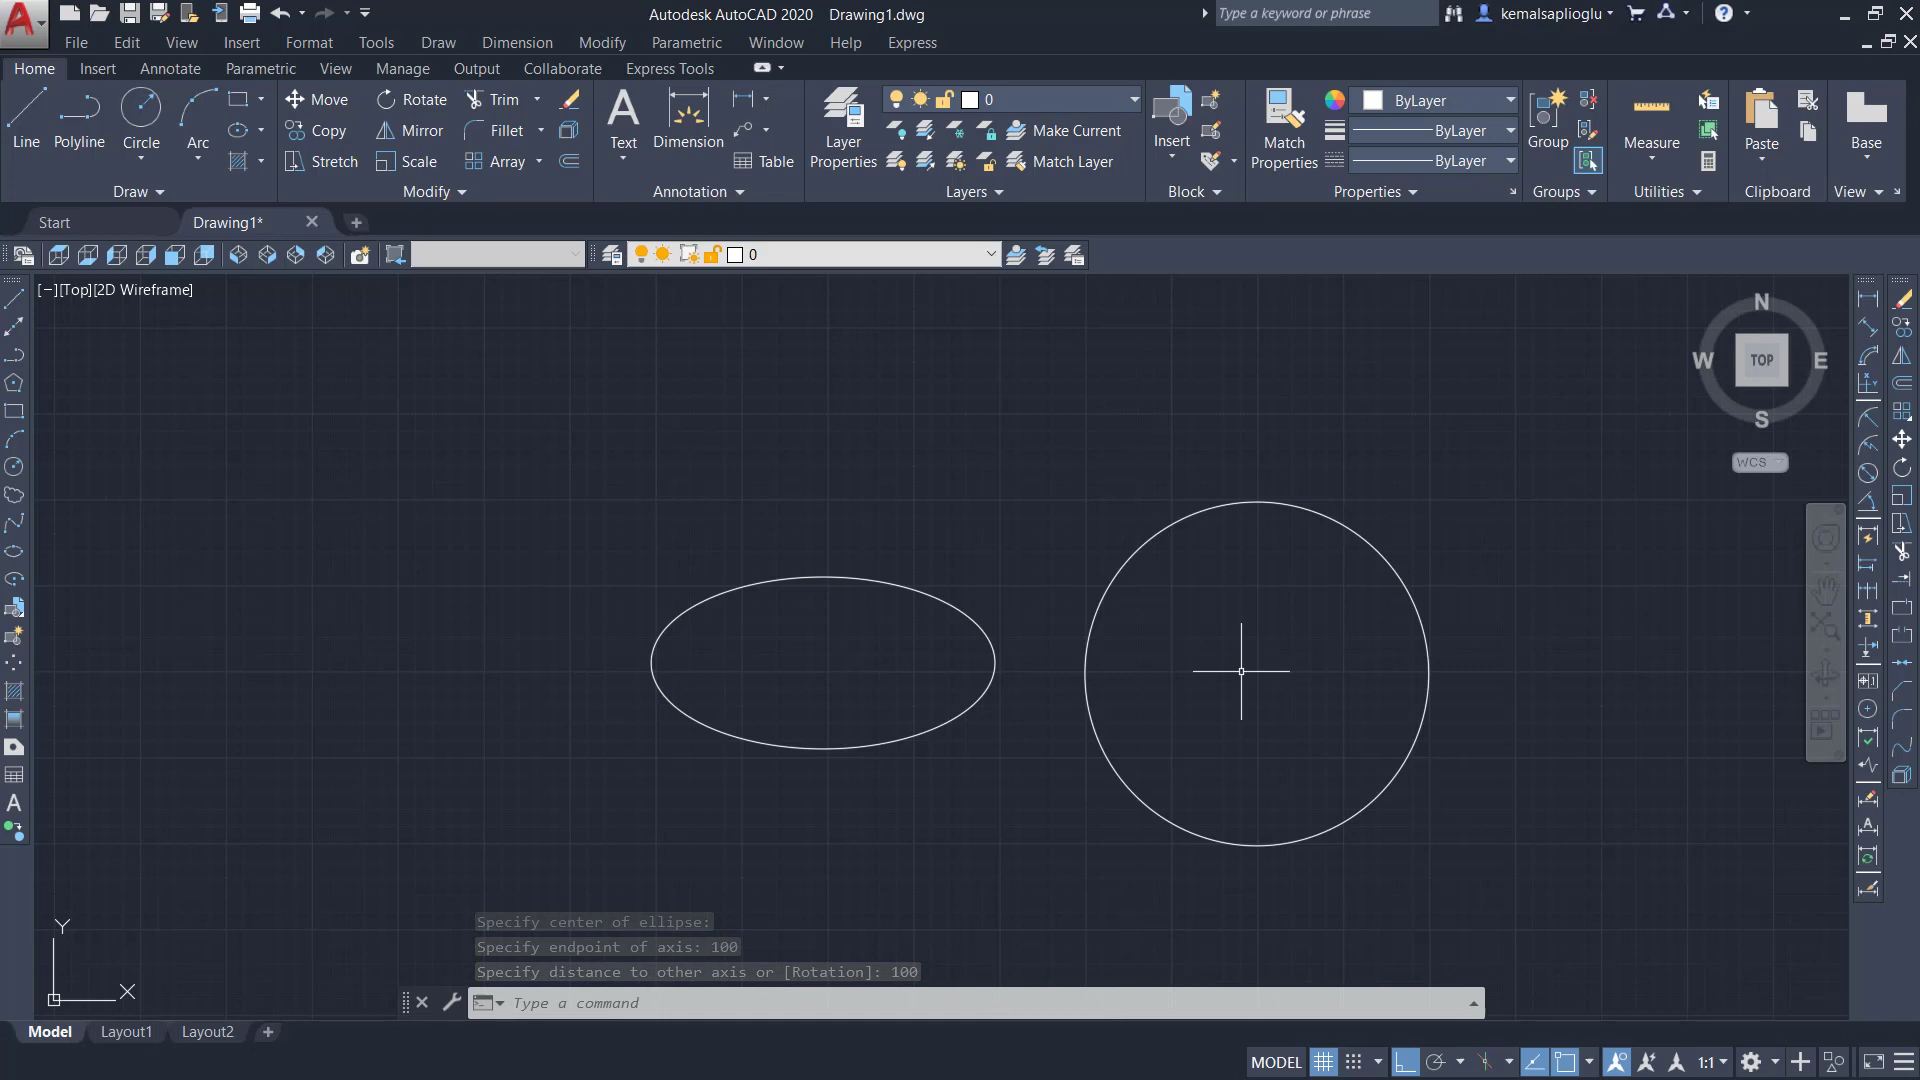 Autodesk AutoCAD 2020 Drawing1.dwg
Type a keyword or phrase
kemalsaplioglu
File Edit View Insert Format Tools Draw Dimension Modify Parametric Window Help Express
Home Insert Annotate Parametric View Manage Output Collaborate Express Tools
Line Polyline Circle Arc
Move Rotate Trim
Copy Mirror Fillet
Stretch Scale Array
Text Dimension Table
Layer Properties
0
Make Current
Match Layer
Insert
Match Properties
ByLayer
ByLayer
ByLayer
Group
Measure
Paste
Base
Draw Modify Annotation Layers Block Properties Groups Utilities Clipboard View
Start Drawing1*
0
[−][Top][2D Wireframe]
N
W TOP E
S
WCS
Specify center of ellipse:
Specify endpoint of axis: 100
Specify distance to other axis or [Rotation]: 100
Type a command
Y
X
Model Layout1 Layout2
MODEL 1:1